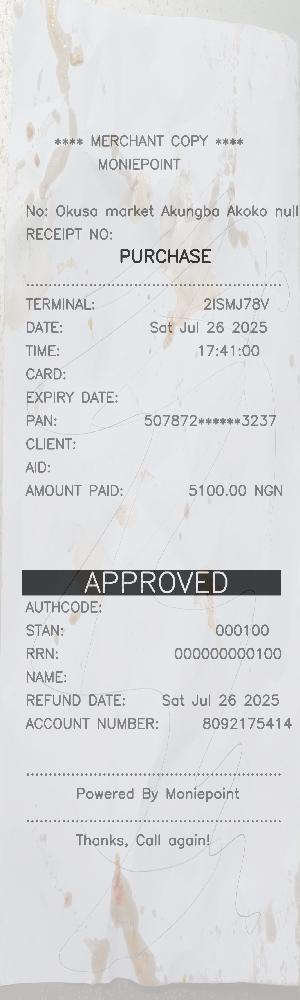 **** MERCHANT COPY ****
MONIEPOINT
No: Okusa market Akungba Akoko null
RECEIPT NO:
PURCHASE
TERMINAL: 2ISMJ78V
DATE: Sat Jul 26 2025
TIME: 17:41:00
CARD:
EXPIRY DATE:
PAN: 507872******3237
CLIENT:
AID:
AMOUNT PAID: 5100.00 NGN
APPROVED
AUTHCODE:
STAN: 000100
RRN: 000000000100
NAME:
REFUND DATE: Sat Jul 26 2025
ACCOUNT NUMBER: 8092175414
Powered By Moniepoint
Thanks, Call again!